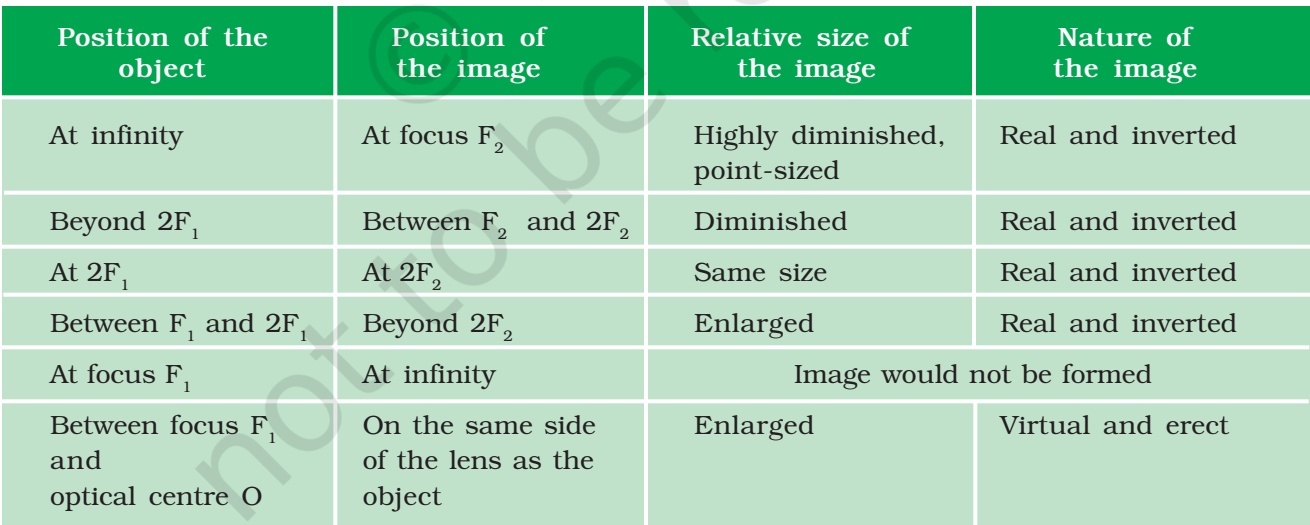 Position of the object
Position of the image
Relative size of the image
Nature of the image
At infinity
At focus F₂
Highly diminished,
point-sized
Real and inverted
Beyond 2F₁
Between F₂ and 2F₂
Diminished
Real and inverted
At 2F₁
At 2F₂
Same size
Real and inverted
Between F₁ and 2F₁
Beyond 2F₂
Enlarged
Real and inverted
At focus F₁
At infinity
Image would not be formed
Between focus F₁
and
optical centre O
On the same side
of the lens as the
object
Enlarged
Virtual and erect
©
not to be